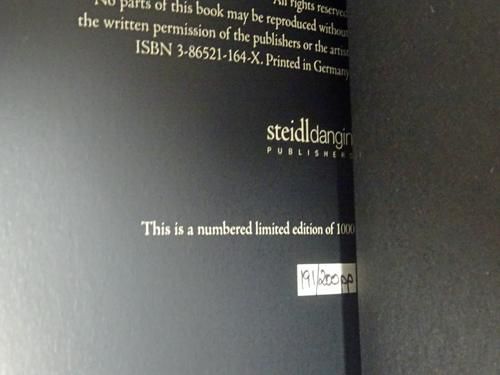 All rights reserved
No parts of this book may be reproduced without
the written permission of the publishers or the artist
ISBN 3-86521-164-X. Printed in Germany
steidldangin
PUBLISHERS
This is a numbered limited edition of 1000
191/200 pp